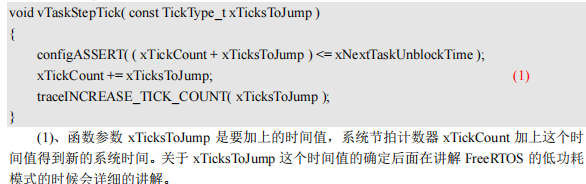 void vTaskStepTick( const TickType_t xTicksToJump )
{
configASSERT( ( xTickCount + xTicksToJump ) <= xNextTaskUnblockTime );
xTickCount += xTicksToJump; (1)
traceINCREASE_TICK_COUNT( xTicksToJump );
}
(1)、函数参数 xTicksToJump 是要加上的时间值，系统节拍计数器 xTickCount 加上这个时
间值得到新的系统时间。关于 xTicksToJump 这个时间值的确定后面在讲解 FreeRTOS 的低功耗
模式的时候会详细的讲解。